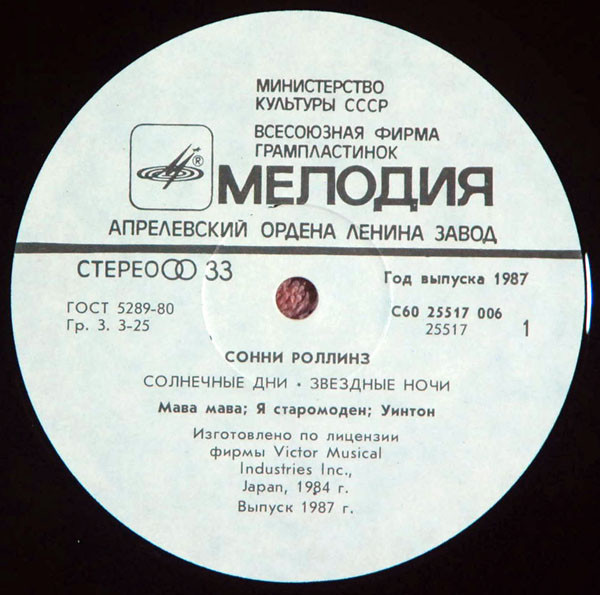 МИНИСТЕРСТВО
КУЛЬТУРЫ СССР
ВСЕСОЮЗНАЯ ФИРМА
ГРАМПЛАСТИНОК
®
МЕЛОДИЯ
АПРЕЛЕВСКИЙ ОРДЕНА ЛЕНИНА ЗАВОД
СТЕРЕО 33
Год выпуска 1987
ГОСТ 5289-80
Гр. 3. 3-25
С60 25517 006
25517
1
СОННИ РОЛЛИНЗ
СОЛНЕЧНЫЕ ДНИ · ЗВЕЗДНЫЕ НОЧИ
Мава мава; Я старомоден; Уинтон
Изготовлено по лицензии
фирмы Victor Musical
Industries Inc.,
Japan, 1984 г.
Выпуск 1987 г.